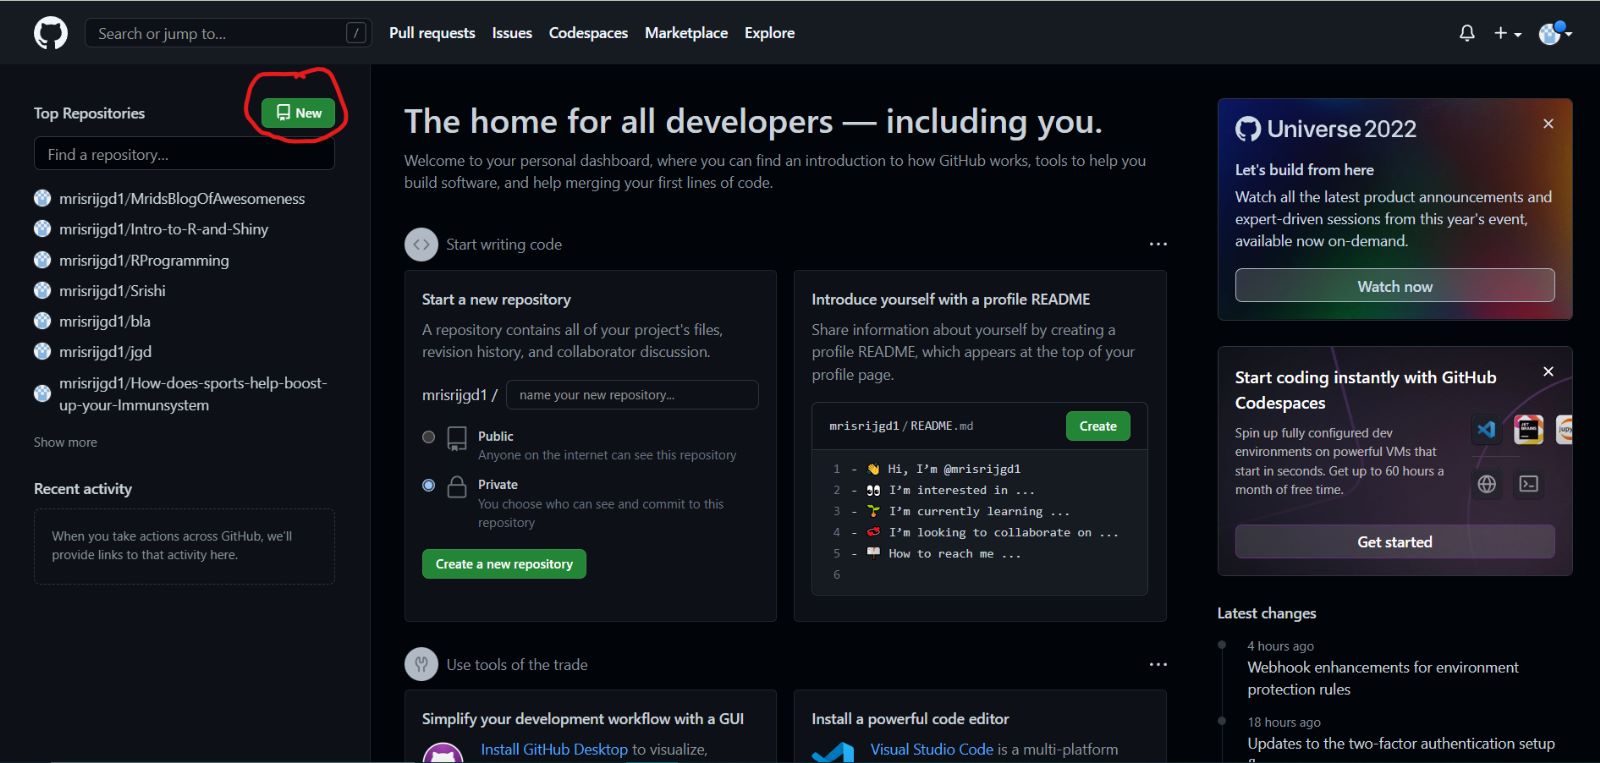 Search or jump to...
/
Pull requests
Issues
Codespaces
Marketplace
Explore
Top Repositories
New
Find a repository...
mrisrijgd1/MridsBlogOfAwesomeness
mrisrijgd1/Intro-to-R-and-Shiny
mrisrijgd1/RProgramming
mrisrijgd1/Srishi
mrisrijgd1/bla
mrisrijgd1/jgd
mrisrijgd1/How-does-sports-help-boost-
up-your-Immunsystem
Show more
Recent activity
When you take actions across GitHub, we'll
provide links to that activity here.
The home for all developers — including you.
Welcome to your personal dashboard, where you can find an introduction to how GitHub works, tools to help you
build software, and help merging your first lines of code.
Start writing code
Start a new repository
A repository contains all of your project's files,
revision history, and collaborator discussion.
mrisrijgd1 /
name your new repository...
Public
Anyone on the internet can see this repository
Private
You choose who can see and commit to this
repository
Create a new repository
Introduce yourself with a profile README
Share information about yourself by creating a
profile README, which appears at the top of your
profile page.
mrisrijgd1/README.md
Create
1 - 👋 Hi, I'm @mrisrijgd1
2 - 👀 I'm interested in ...
3 - 🌱 I'm currently learning ...
4 - 💞️ I'm looking to collaborate on ...
5 - 📫 How to reach me ...
6
Use tools of the trade
Simplify your development workflow with a GUI
Install GitHub Desktop to visualize,
Install a powerful code editor
Visual Studio Code is a multi-platform
Universe2022
Let's build from here
Watch all the latest product announcements and
expert-driven sessions from this year's event,
available now on-demand.
Watch now
Start coding instantly with GitHub
Codespaces
Spin up fully configured dev
environments on powerful VMs that
start in seconds. Get up to 60 hours a
month of free time.
Get started
Latest changes
4 hours ago
Webhook enhancements for environment
protection rules
18 hours ago
Updates to the two-factor authentication setup